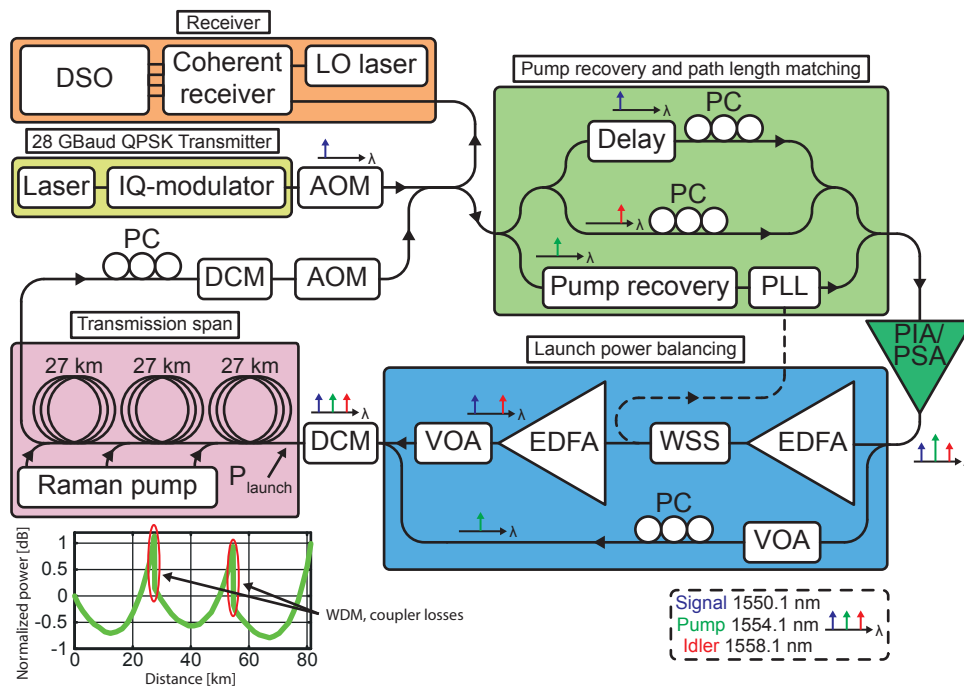 Receiver
DSO
Coherent
receiver
LO laser
28 GBaud QPSK Transmitter
Laser
IQ-modulator
λ
AOM
PC
DCM
AOM
Pump recovery and path length matching
λ
Delay
PC
λ
PC
λ
Pump recovery
PLL
PIA/
PSA
Transmission span
27 km
27 km
27 km
Raman pump
P launch
λ
DCM
Launch power balancing
λ
VOA
EDFA
WSS
EDFA
λ
PC
VOA
Normalized power [dB]
1
0.5
0
-0.5
-1
0
20
40
60
80
Distance [km]
WDM, coupler losses
Signal 1550.1 nm
Pump 1554.1 nm
Idler 1558.1 nm
λ